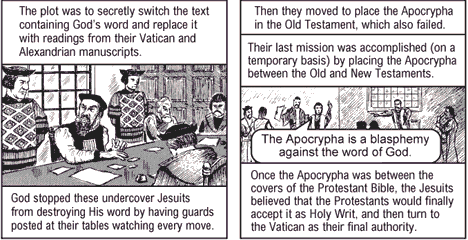 The plot was to secretly switch the text
containing God's word and replace it
with readings from their Vatican and
Alexandrian manuscripts.
God stopped these undercover Jesuits
from destroying His word by having guards
posted at their tables watching every move.
Then they moved to place the Apocrypha
in the Old Testament, which also failed.
Their last mission was accomplished (on a
temporary basis) by placing the Apocrypha
between the Old and New Testaments.
The Apocrypha is a blasphemy
against the word of God.
Once the Apocrypha was between the
covers of the Protestant Bible, the Jesuits
believed that the Protestants would finally
accept it as Holy Writ, and then turn to
the Vatican as their final authority.